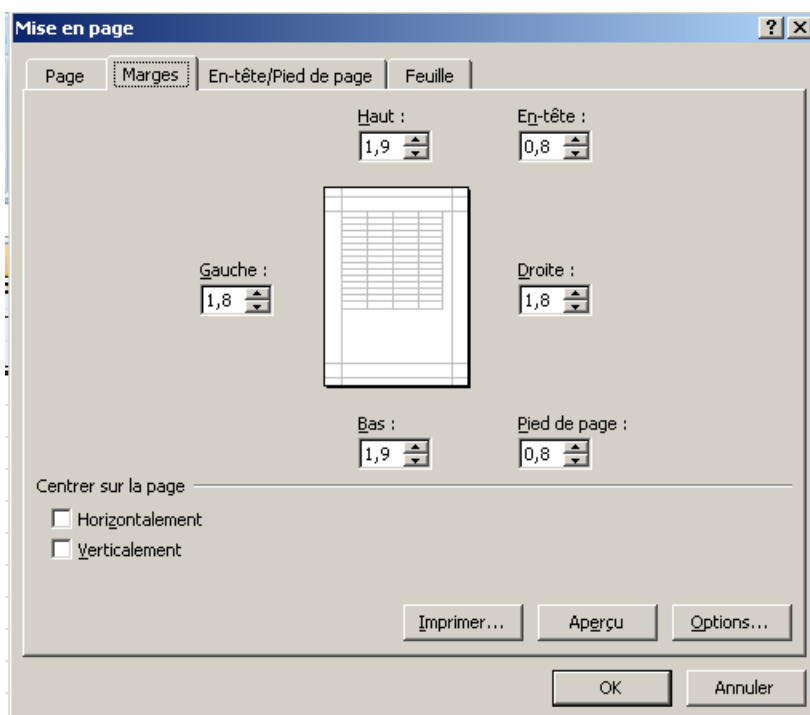 Mise en page
Page Marges En-tête/Pied de page Feuille
Haut : En-tête :
1,9 0,8
Gauche : Droite :
1,8 1,8
Bas : Pied de page :
1,9 0,8
Centrer sur la page
Horizontalement
Verticalement
Imprimer... Aperçu Options...
OK Annuler